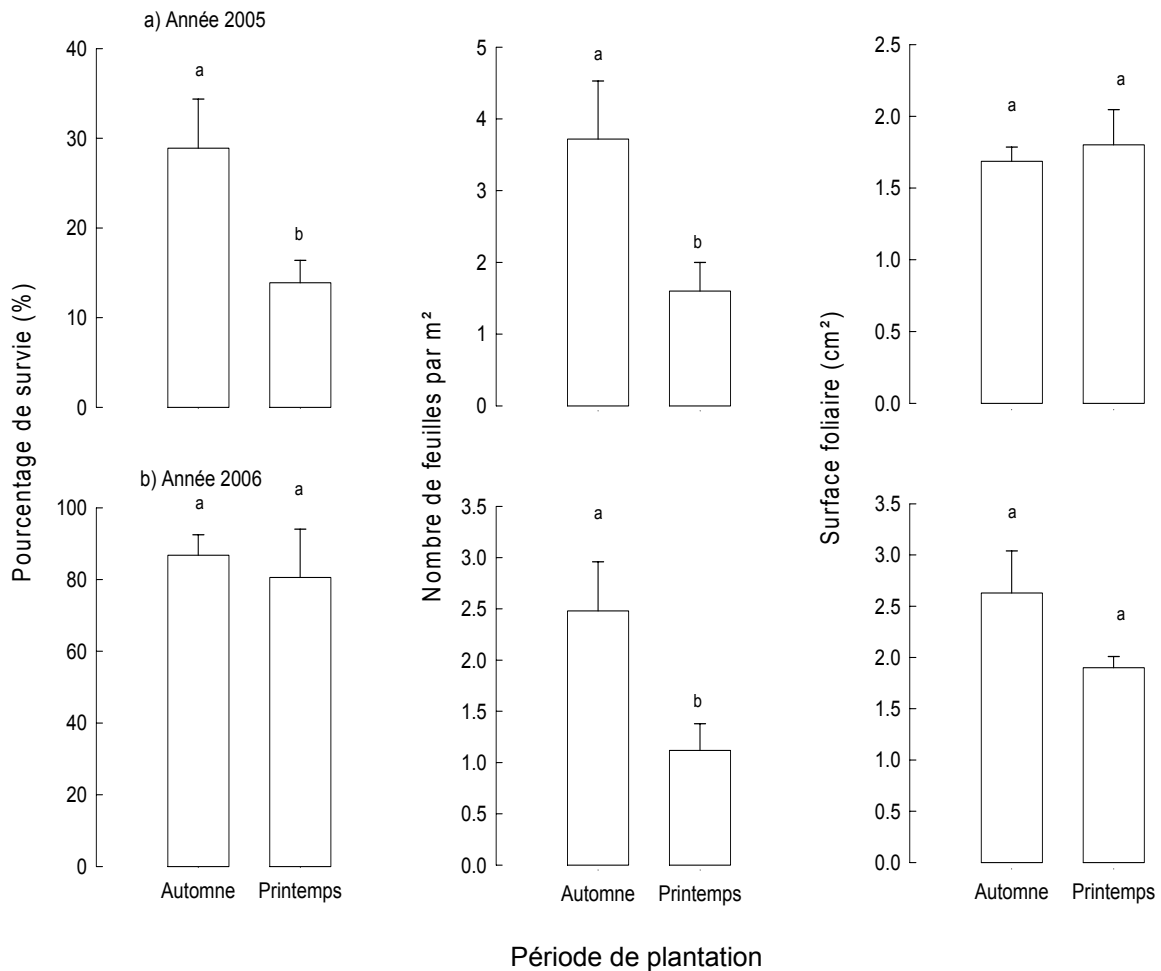 a) Année 2005
Pourcentage de survie (%)
40
30
20
10
0
a
b
Nombre de feuilles par m²
5
4
3
2
1
0
a
b
Surface foliaire (cm²)
2.5
2.0
1.5
1.0
0.5
0.0
a
a
b) Année 2006
100
80
60
40
20
0
a
a
Automne Printemps
3.5
3.0
2.5
2.0
1.5
1.0
0.5
0.0
a
b
Automne Printemps
3.5
3.0
2.5
2.0
1.5
1.0
0.5
0.0
a
a
Automne Printemps
Période de plantation